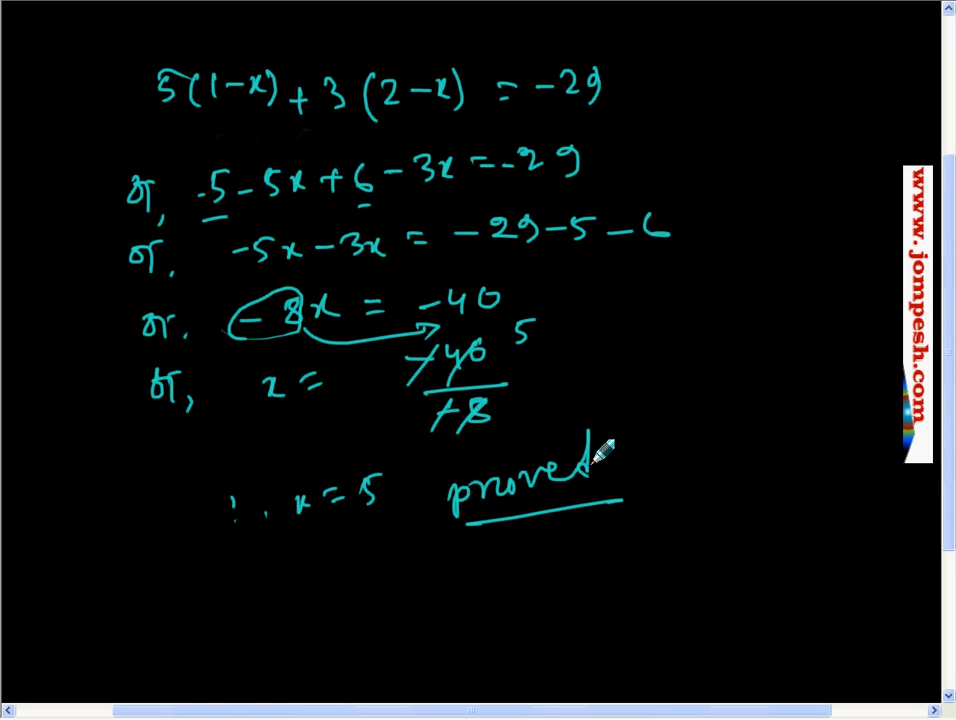 5(1-x)+3(2-x) = -29
or, 5-5x+6-3x=-29
or. -5x-3x = -29-5-6
or. -8x = -40
or, x = -40/-8 5
∴ x=5 proved
www.jompesh.com